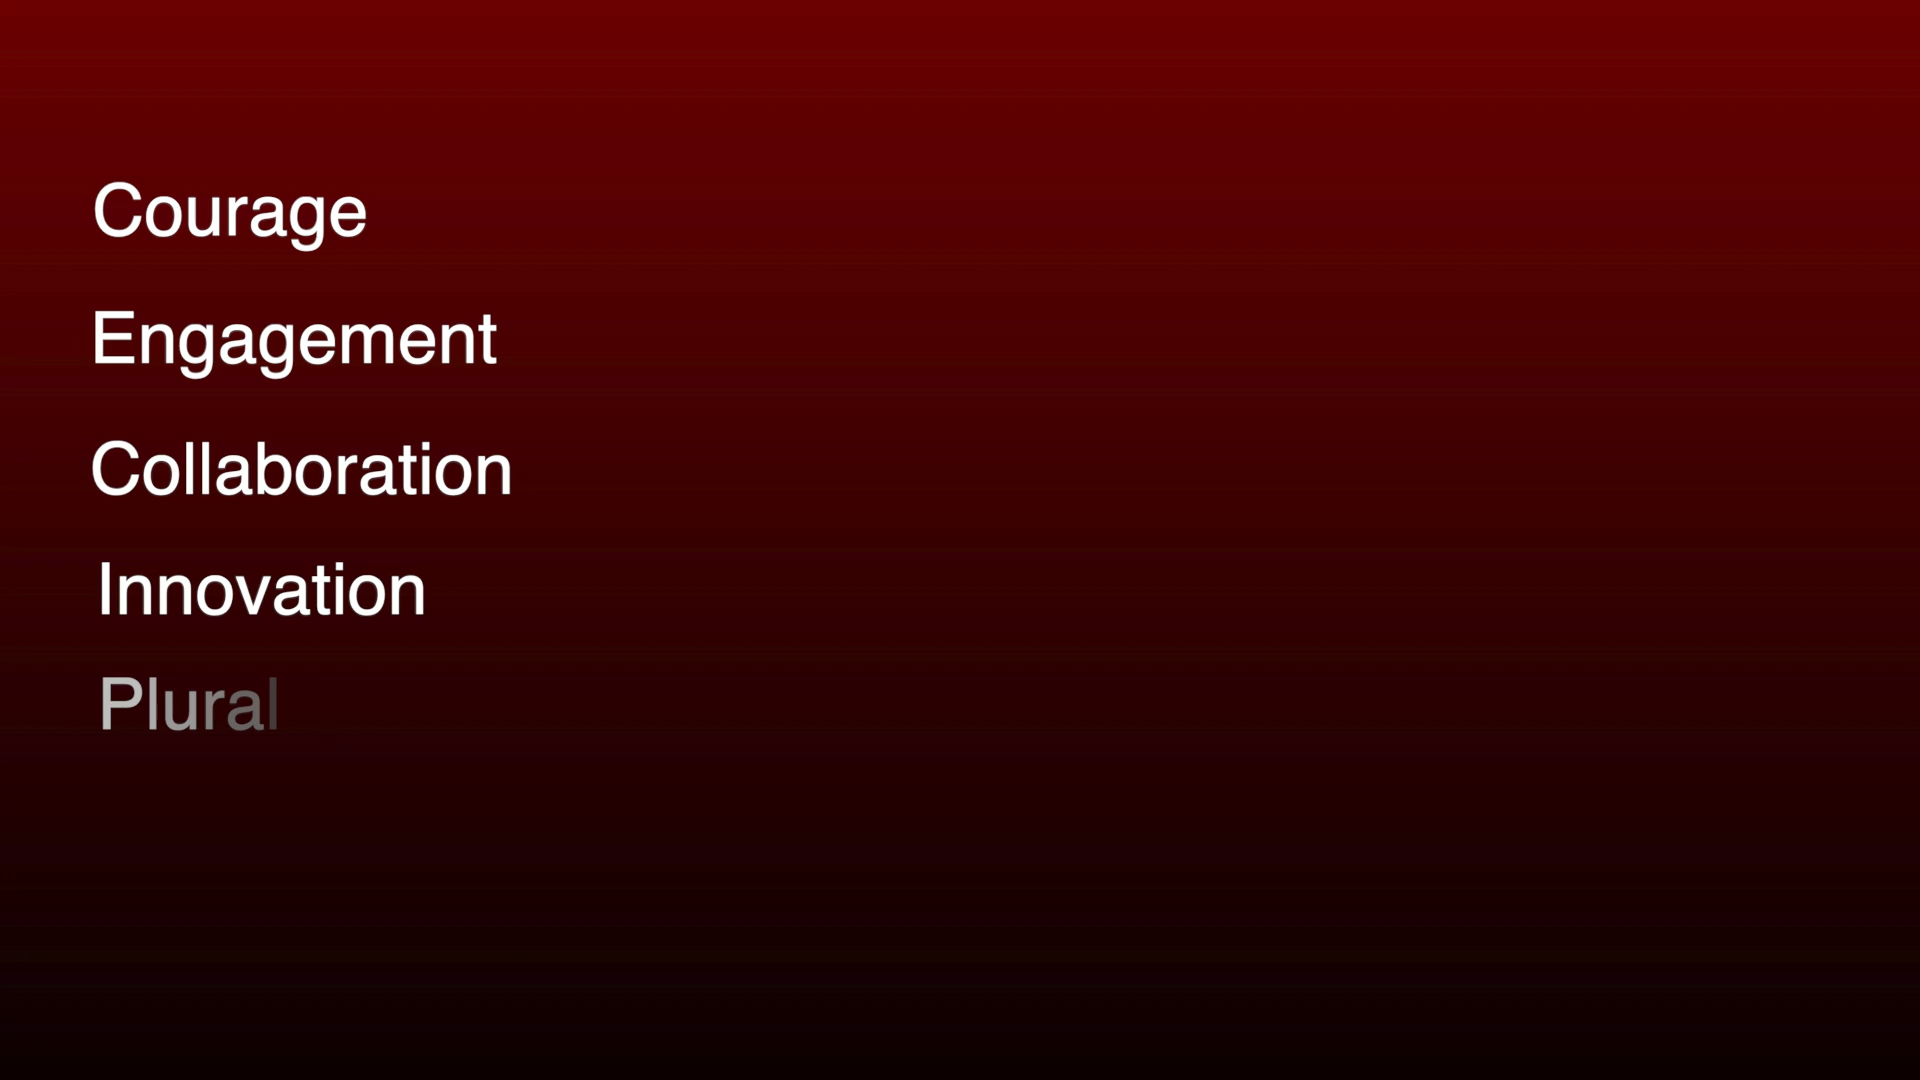 Courage
Engagement
Collaboration
Innovation
Plural